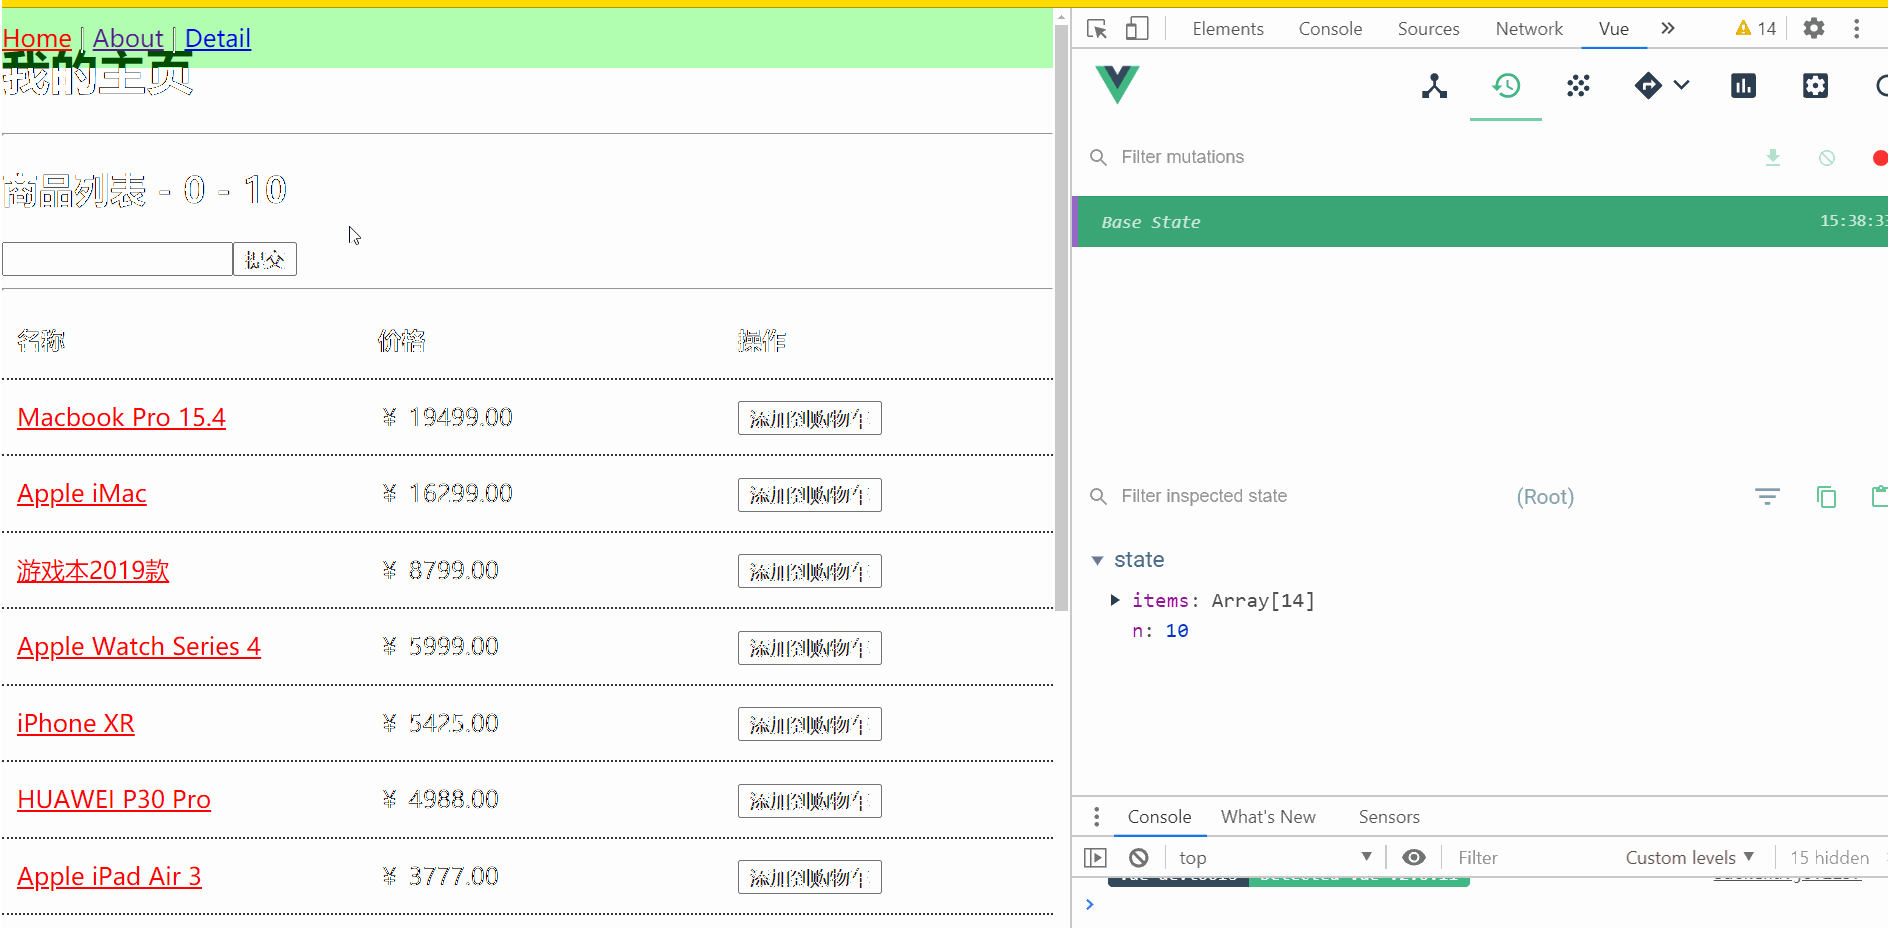 Home | About | Detail
我的主页
商品列表 - 0 - 10
提交
名称 价格 操作
Macbook Pro 15.4 ¥ 19499.00 添加到购物车
Apple iMac ¥ 16299.00 添加到购物车
游戏本2019款 ¥ 8799.00 添加到购物车
Apple Watch Series 4 ¥ 5999.00 添加到购物车
iPhone XR ¥ 5425.00 添加到购物车
HUAWEI P30 Pro ¥ 4988.00 添加到购物车
Apple iPad Air 3 ¥ 3777.00 添加到购物车
Elements Console Sources Network Vue » 14
Filter mutations
Base State 15:38:33
Filter inspected state (Root)
state
items: Array[14]
n: 10
Console What's New Sensors
top Filter Custom levels 15 hidden